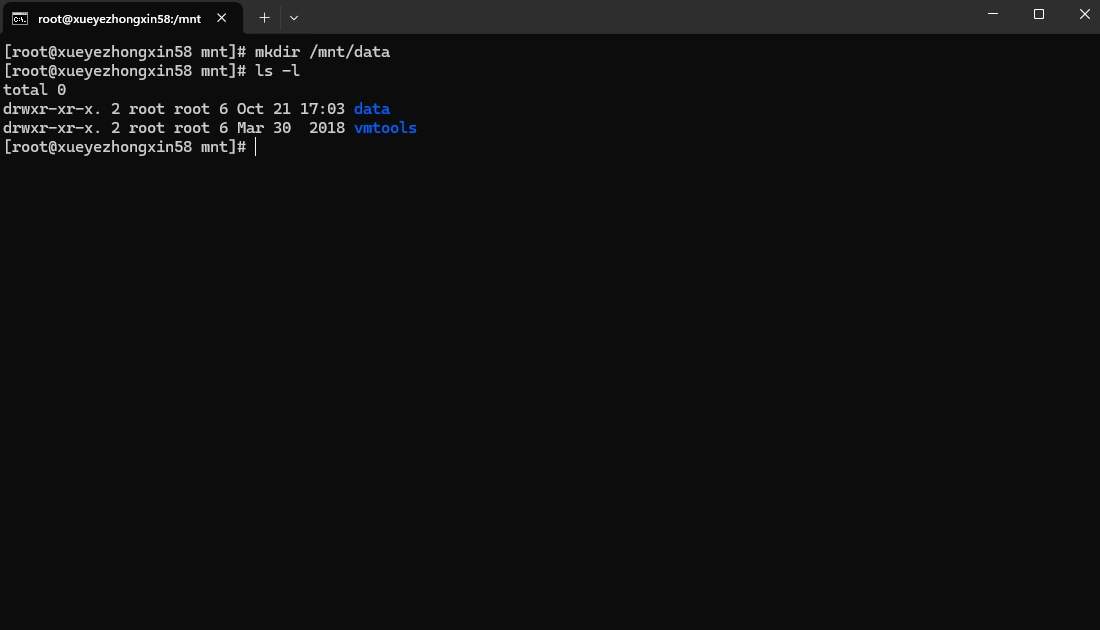 root@xueyezhongxin58:/mnt
[root@xueyezhongxin58 mnt]# mkdir /mnt/data
[root@xueyezhongxin58 mnt]# ls -l
total 0
drwxr-xr-x. 2 root root 6 Oct 21 17:03 data
drwxr-xr-x. 2 root root 6 Mar 30  2018 vmtools
[root@xueyezhongxin58 mnt]#